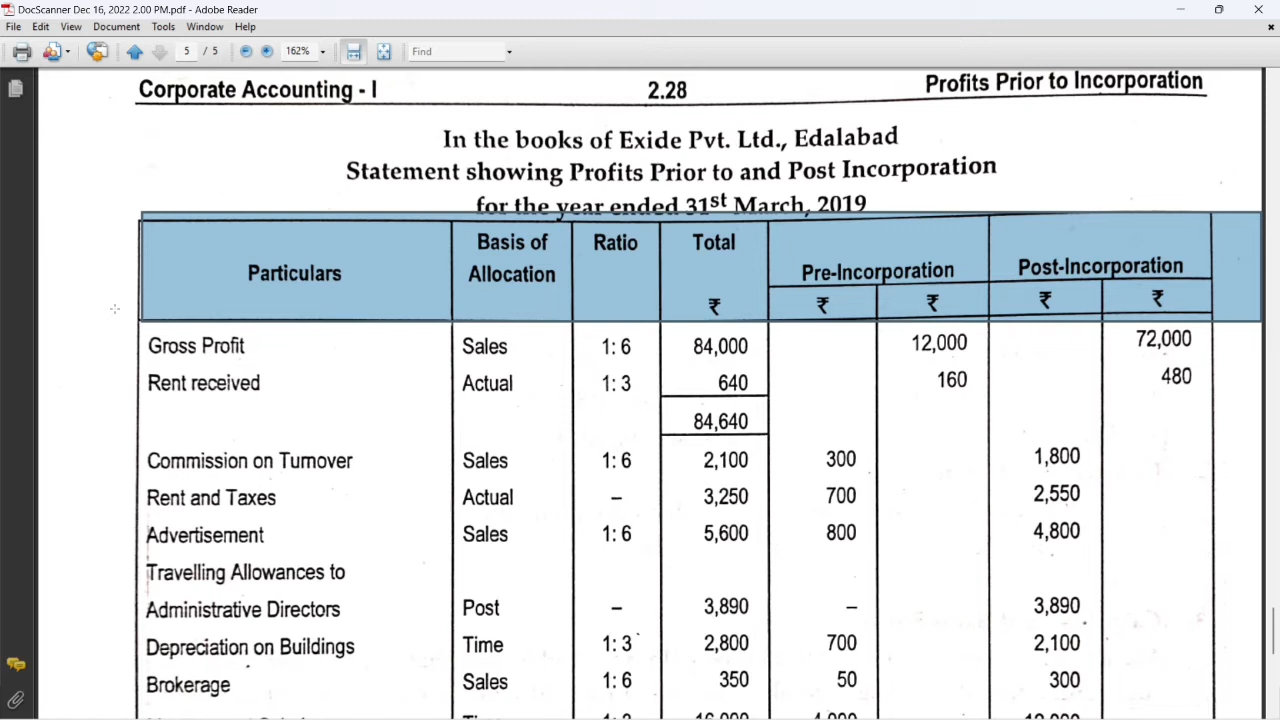 DocScanner Dec 16, 2022 2.00 PM.pdf - Adobe Reader
File Edit View Document Tools Window Help
5 / 5 162% Find
Corporate Accounting - I 2.28 Profits Prior to Incorporation
In the books of Exide Pvt. Ltd., Edalabad
Statement showing Profits Prior to and Post Incorporation
for the year ended 31st March, 2019
Particulars Basis of Allocation Ratio Total ₹ Pre-Incorporation ₹ ₹ Post-Incorporation ₹ ₹
Gross Profit Sales 1: 6 84,000 12,000 72,000
Rent received Actual 1: 3 640 160 480
84,640
Commission on Turnover Sales 1: 6 2,100 300 1,800
Rent and Taxes Actual – 3,250 700 2,550
Advertisement Sales 1: 6 5,600 800 4,800
Travelling Allowances to
Administrative Directors Post – 3,890 – 3,890
Depreciation on Buildings Time 1: 3 2,800 700 2,100
Brokerage Sales 1: 6 350 50 300